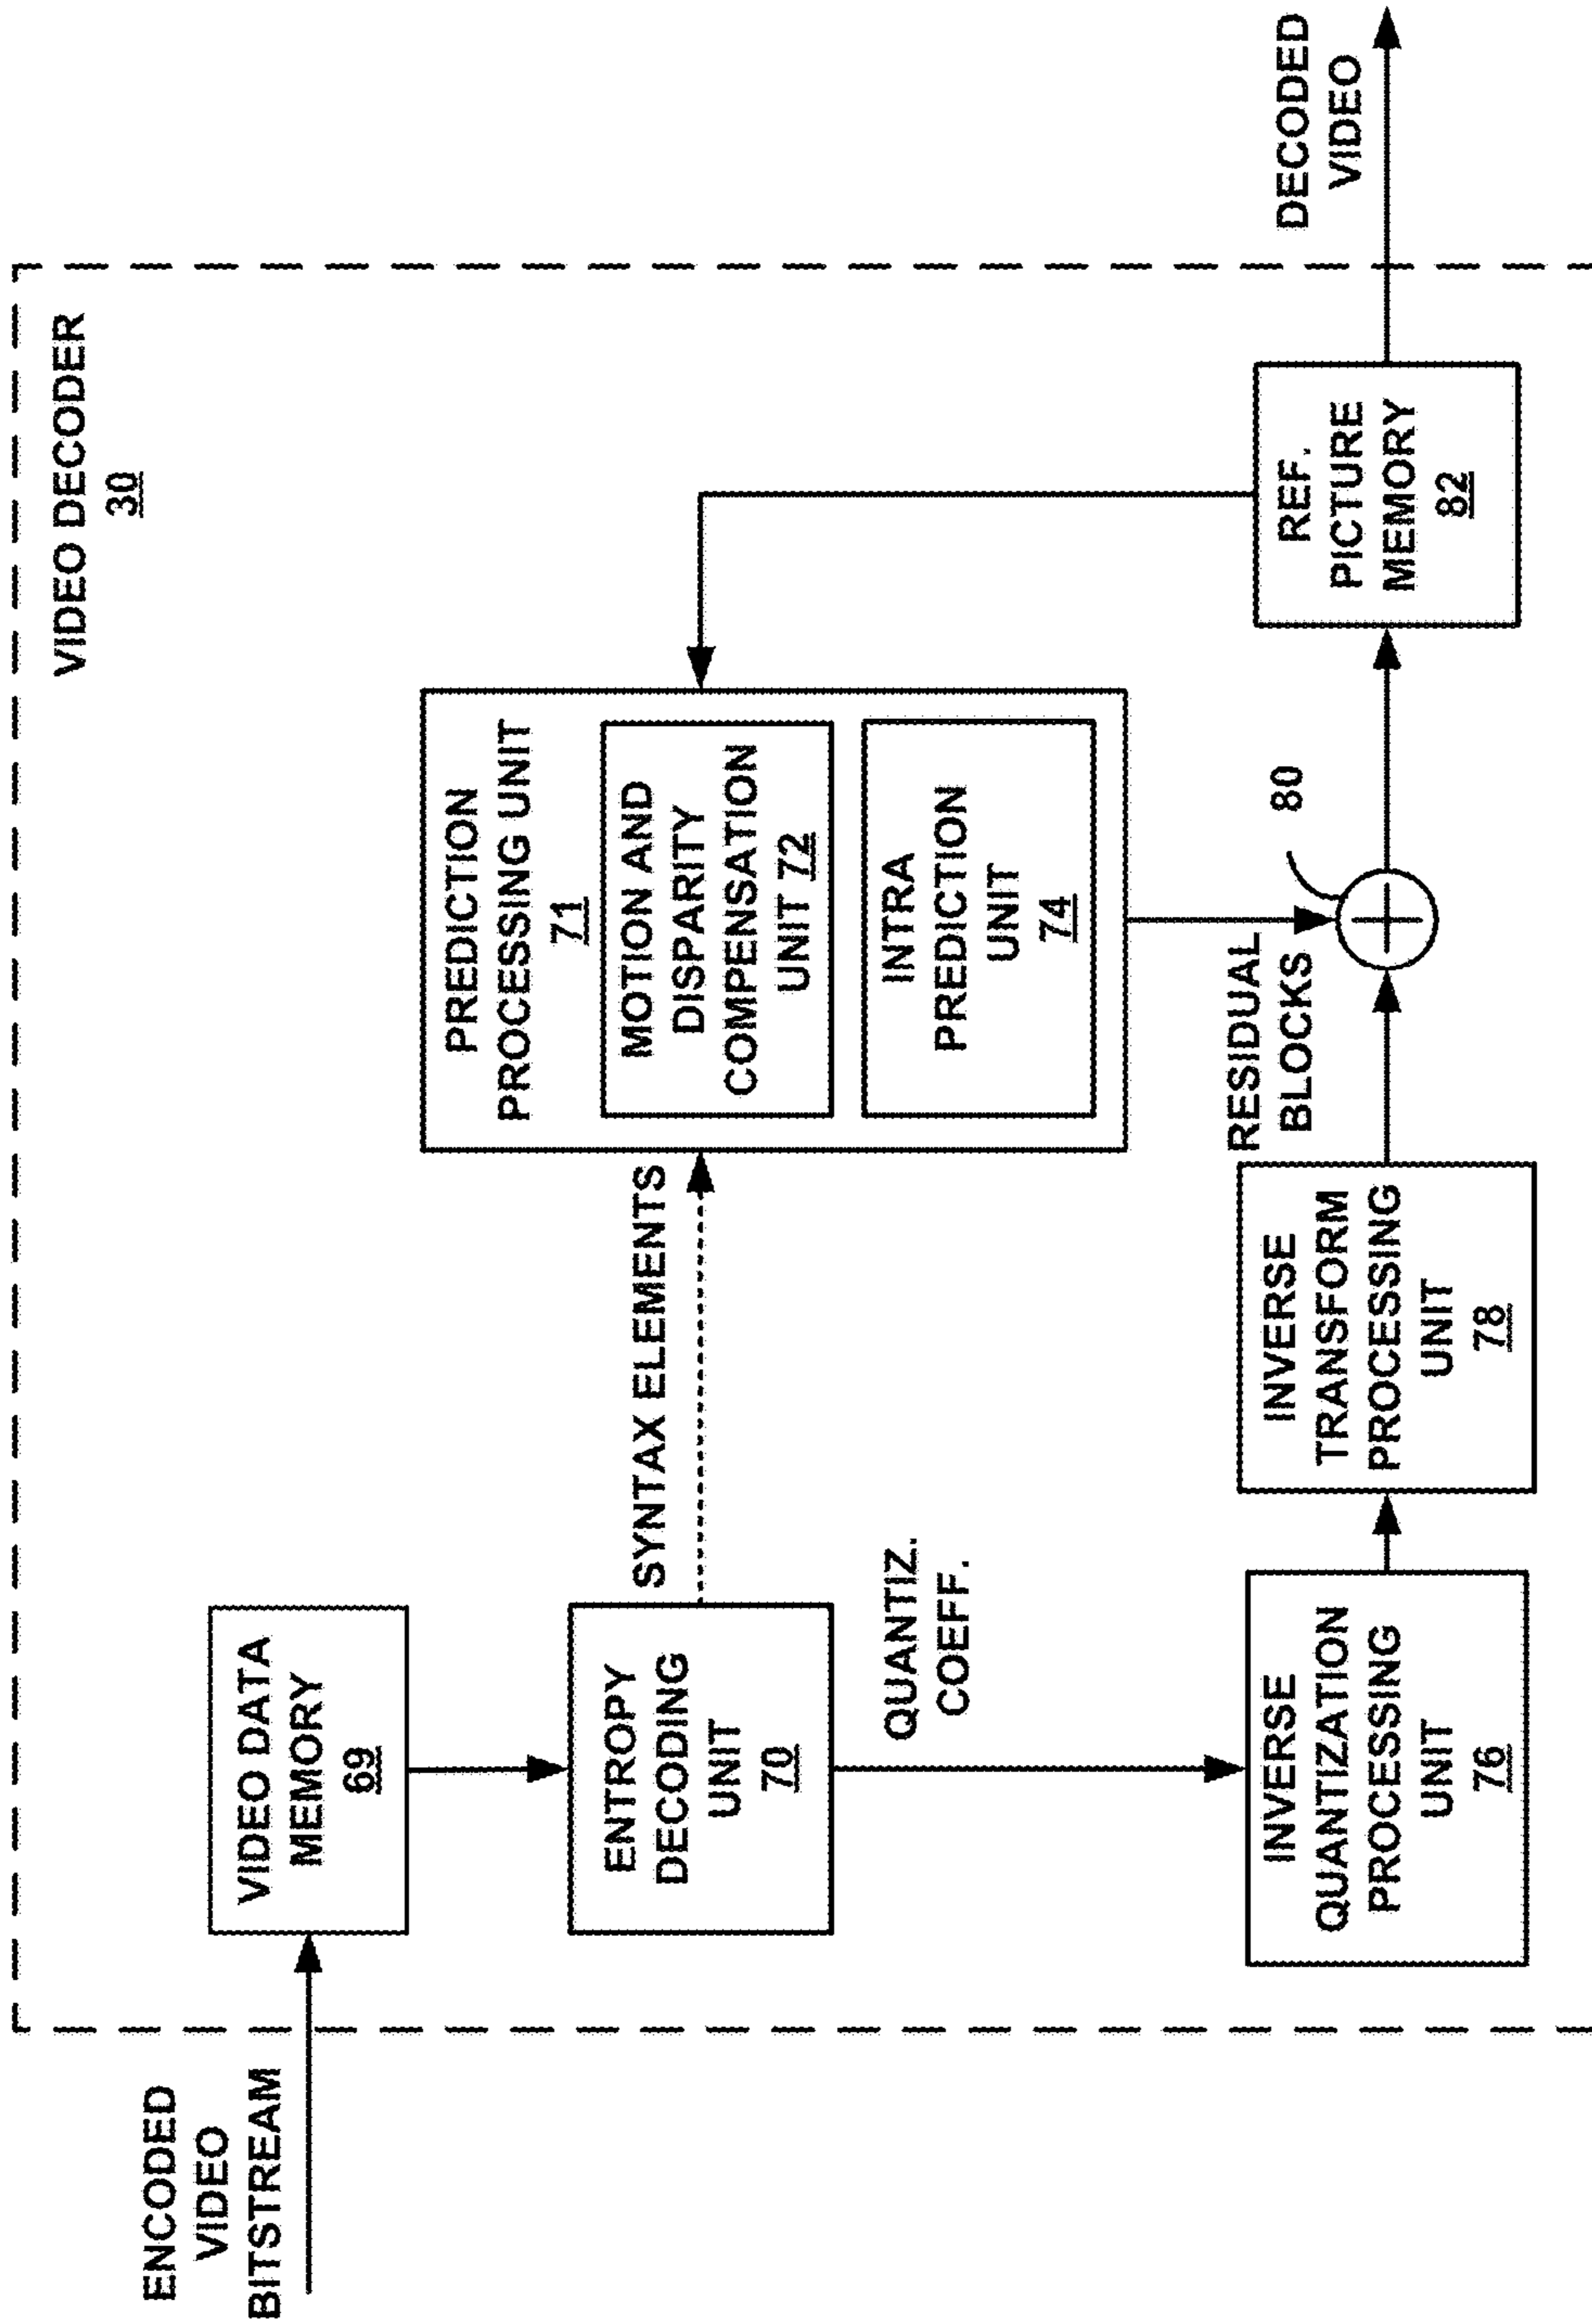 ENCODED
VIDEO
BITSTREAM
VIDEO DECODER
30
VIDEO DATA
MEMORY
69
ENTROPY
DECODING
UNIT
70
SYNTAX ELEMENTS
PREDICTION
PROCESSING UNIT
71
MOTION AND
DISPARITY
COMPENSATION
UNIT 72
INTRA
PREDICTION
UNIT
74
QUANTIZ.
COEFF.
INVERSE
QUANTIZATION
PROCESSING
UNIT
76
INVERSE
TRANSFORM
PROCESSING
UNIT
78
RESIDUAL
BLOCKS
80
REF.
PICTURE
MEMORY
82
DECODED
VIDEO